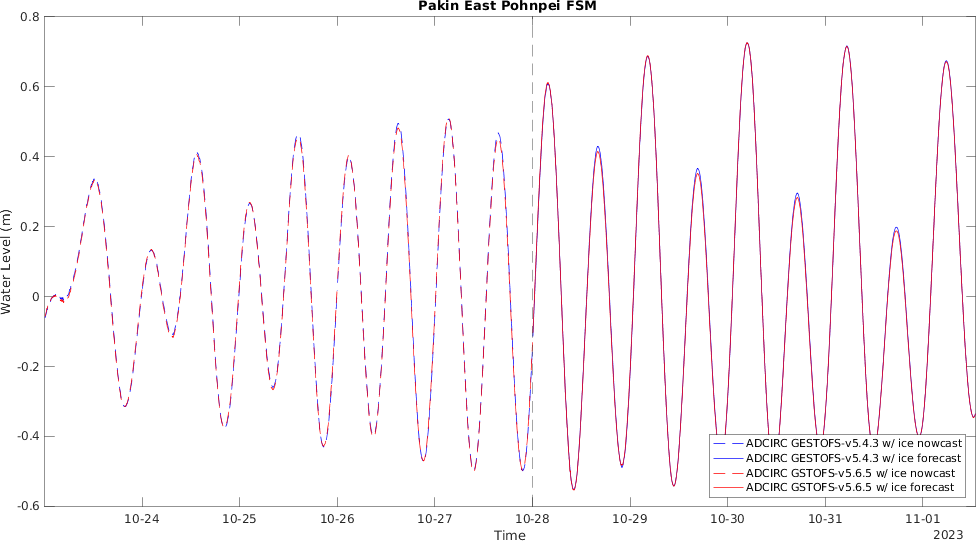 Pakin East Pohnpei FSM
0.8
0.6
0.4
0.2
0
-0.2
-0.4
-0.6
Water Level (m)
10-24
10-25
10-26
10-27
10-28
10-29
10-30
10-31
11-01
Time
2023
ADCIRC GESTOFS-v5.4.3 w/ ice nowcast
ADCIRC GESTOFS-v5.4.3 w/ ice forecast
ADCIRC GSTOFS-v5.6.5 w/ ice nowcast
ADCIRC GSTOFS-v5.6.5 w/ ice forecast